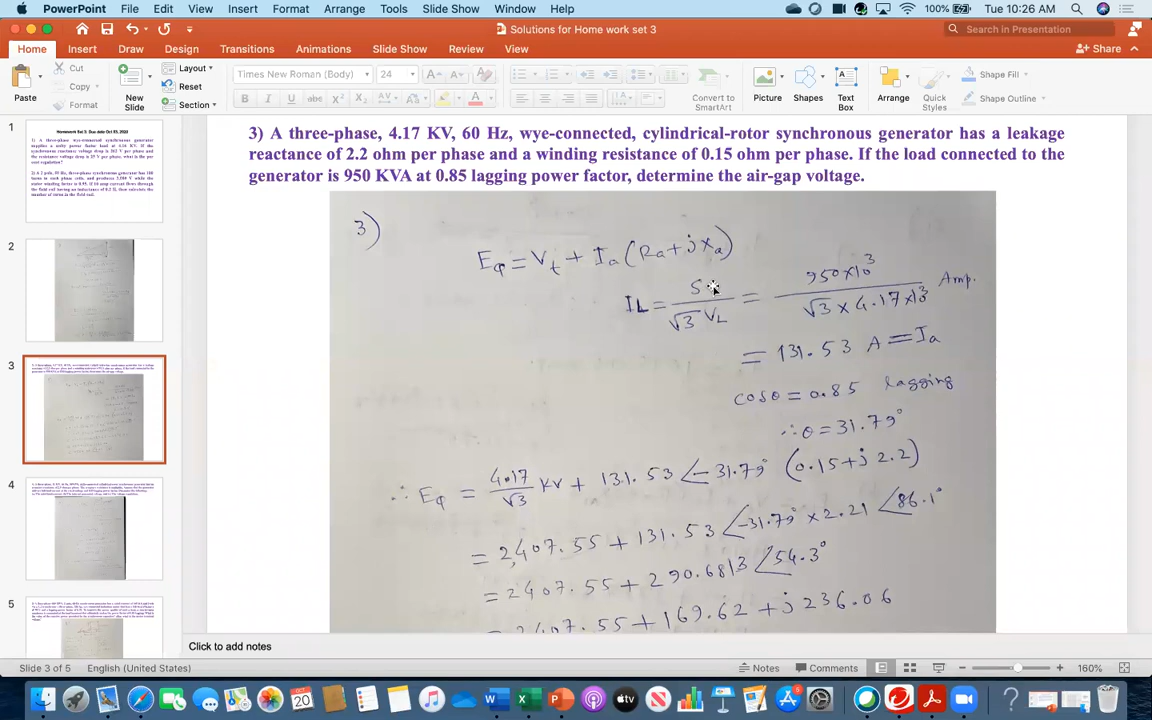 PowerPoint File Edit View Insert Format Arrange Tools Slide Show Window Help 100% Tue 10:26 AM
Solutions for Home work set 3
Search in Presentation
Home Insert Draw Design Transitions Animations Slide Show Review View Share
Paste Cut Copy Format New Slide Layout Reset Section Times New Roman (Body) 24 Convert to SmartArt Picture Shapes Text Box Arrange Quick Styles Shape Fill Shape Outline
1
2
3
4
5
3) A three-phase, 4.17 KV, 60 Hz, wye-connected, cylindrical-rotor synchronous generator has a leakage
reactance of 2.2 ohm per phase and a winding resistance of 0.15 ohm per phase. If the load connected to the
generator is 950 KVA at 0.85 lagging power factor, determine the air-gap voltage.
3)
Eφ = Vt + Ia (Ra + j Xa)
IL = S / √3 VL = 950×10³ / √3 × 4.17×10³ Amp.
= 131.53 A = Ia
cosθ = 0.85 lagging
∴ θ = 31.79°
∴ Eφ = 4.17/√3 KV + 131.53 ∠-31.79° (0.15 + j 2.2)
= 2,407.55 + 131.53 ∠-31.79° × 2.21 ∠86.1°
= 2407.55 + 290.6813 ∠54.3°
= 2407.55 + 169.62 + j 236.06
Click to add notes
Slide 3 of 5 English (United States) Notes Comments 160%